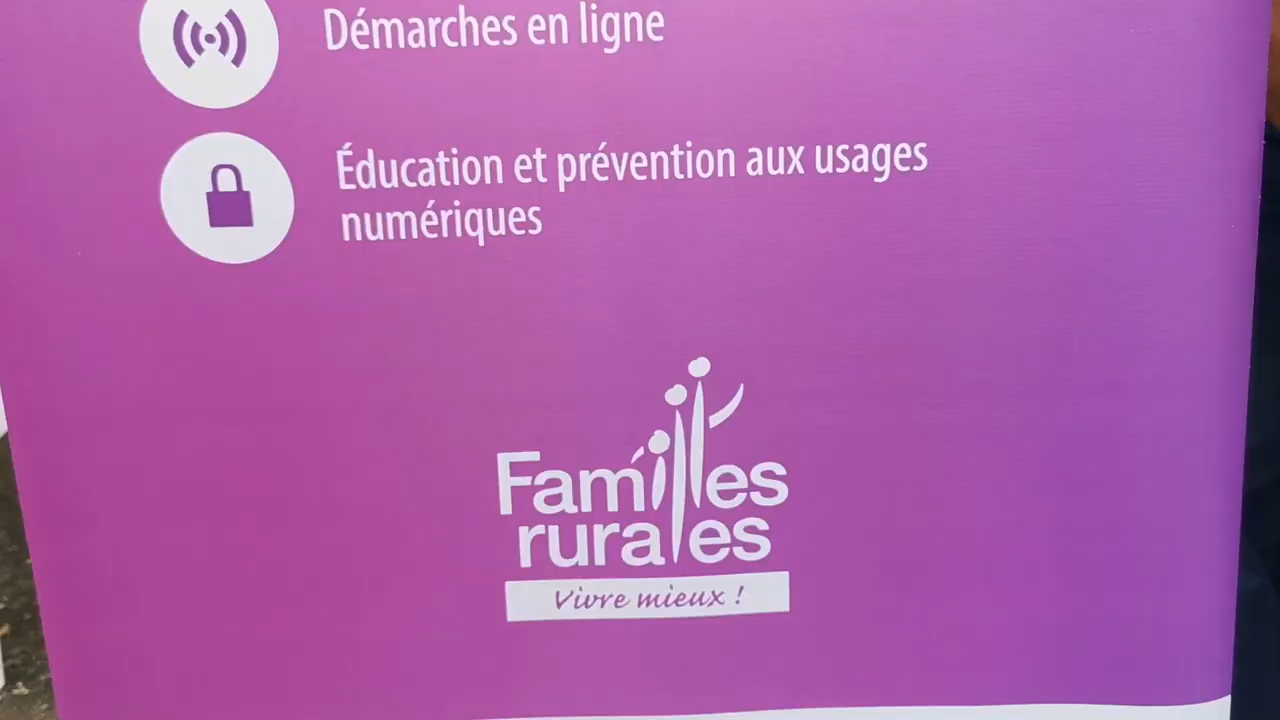 Démarches en ligne
Éducation et prévention aux usages
numériques
Familles
rurales
Vivre mieux !